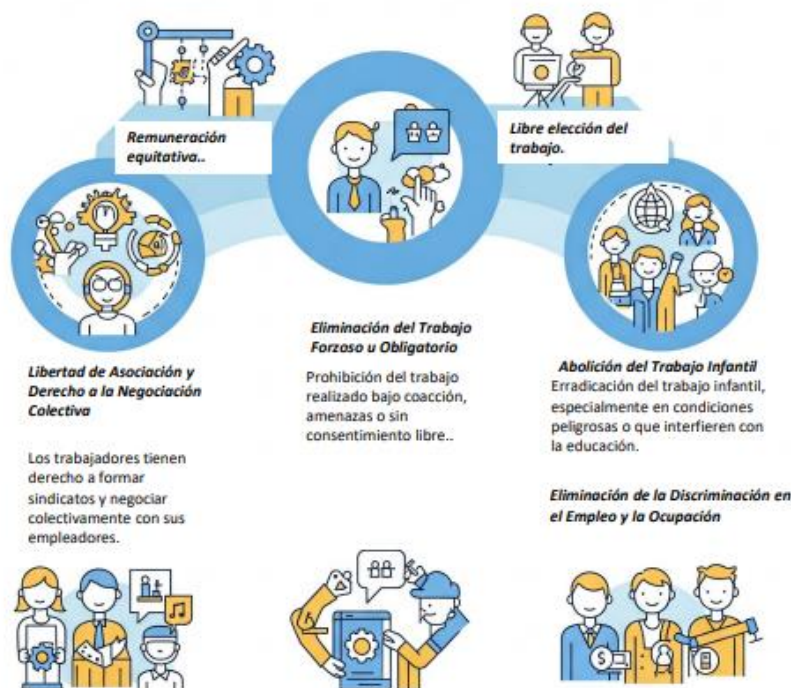 Remuneración
equitativa..
Libre elección del
trabajo.
Libertad de Asociación y
Derecho a la Negociación
Colectiva
Los trabajadores tienen
derecho a formar
sindicatos y negociar
colectivamente con sus
empleadores.
Eliminación del Trabajo
Forzoso u Obligatorio
Prohibición del trabajo
realizado bajo coacción,
amenazas o sin
consentimiento libre..
Abolición del Trabajo Infantil
Erradicación del trabajo infantil,
especialmente en condiciones
peligrosas o que interfieren con
la educación.
Eliminación de la Discriminación en
el Empleo y la Ocupación
$